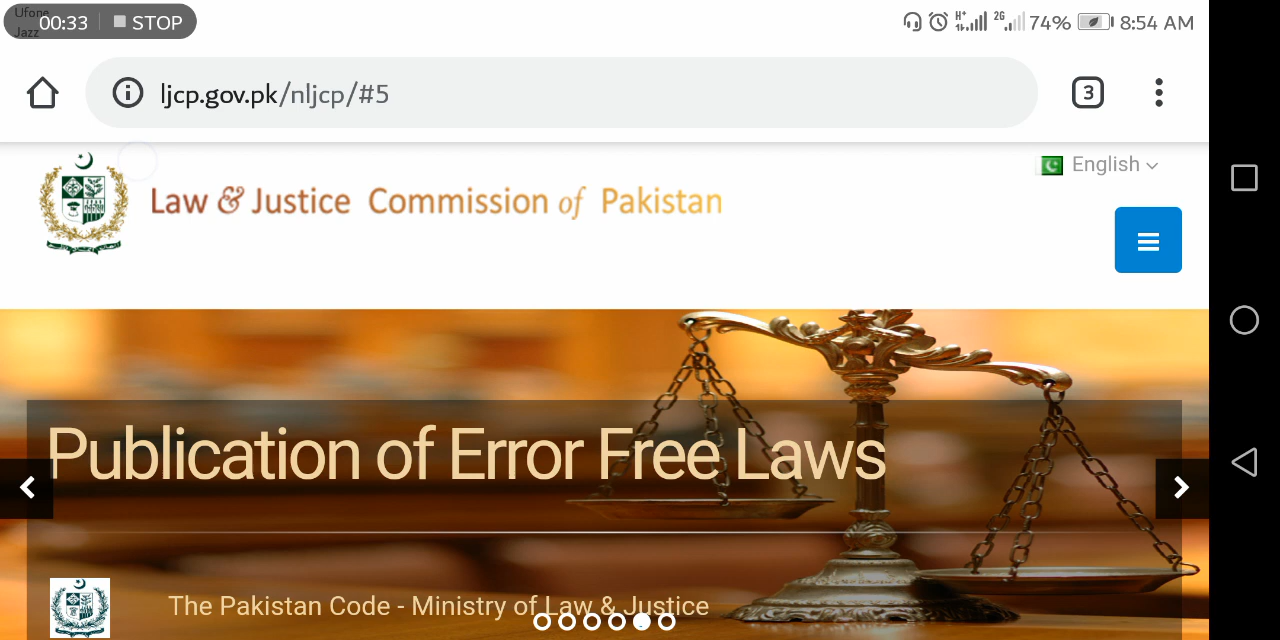 Ufone
00:33 STOP
Jazz
H+ 2G 74% 8:54 AM
ljcp.gov.pk/nljcp/#5
3
English
Law & Justice Commission of Pakistan
Publication of Error Free Laws
The Pakistan Code - Ministry of Law & Justice